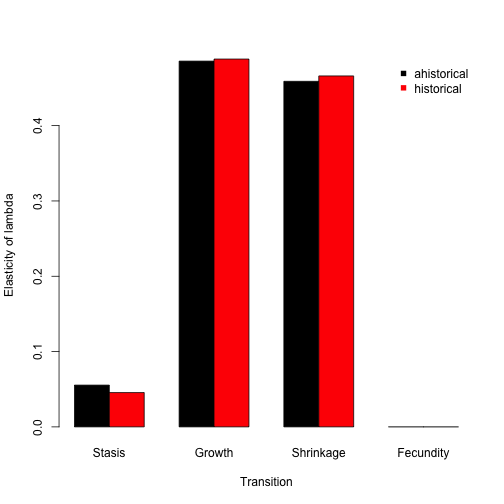 ahistorical
historical
Elasticity of lambda
0.4
0.3
0.2
0.1
0.0
Stasis Growth Shrinkage Fecundity
Transition